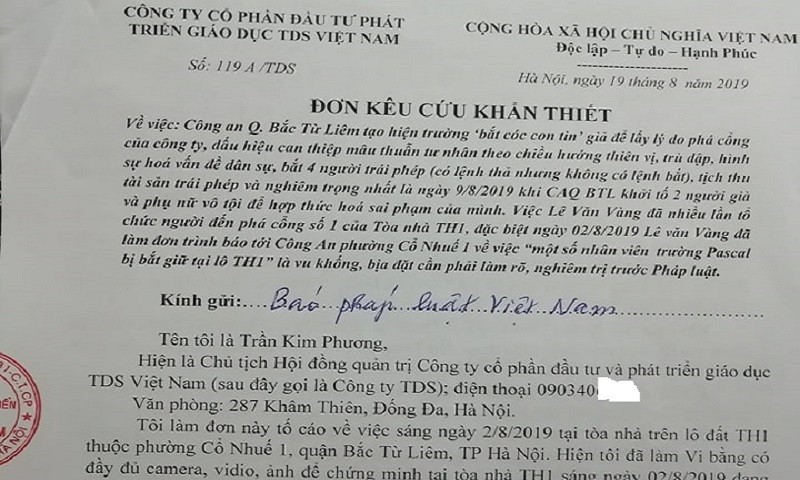 CÔNG TY CỔ PHẦN ĐẦU TƯ PHÁT
TRIỂN GIÁO DỤC TDS VIỆT NAM
Số: 119 A /TDS
CỘNG HÒA XÃ HỘI CHỦ NGHĨA VIỆT NAM
Độc lập – Tự do – Hạnh Phúc
Hà Nội, ngày 19 tháng 8 năm 2019
ĐƠN KÊU CỨU KHẨN THIẾT
Về việc: Công an Q. Bắc Từ Liêm tạo hiện trường 'bắt cóc con tin' giả để lấy lý do phá cổng
của công ty, dấu hiệu can thiệp mâu thuẫn tư nhân theo chiều hướng thiên vị, trù dập, hình
sự hoá vấn đề dân sự, bắt 4 người trái phép (có lệnh thả nhưng không có lệnh bắt), tịch thu
tài sản trái phép và nghiêm trọng nhất là ngày 9/8/2019 khi CAQ BTL khởi tố 2 người già
và phụ nữ vô tội để hợp thức hoá sai phạm của mình. Việc Lê Văn Vàng đã nhiều lần tổ
chức người đến phá cổng số 1 của Tòa nhà TH1, đặc biệt ngày 02/8/2019 Lê văn Vàng đã
làm đơn trình báo tới Công An phường Cổ Nhuế 1 về việc "một số nhân viên trường Pascal
bị bắt giữ tại lô TH1" là vu khống, bịa đặt cần phải làm rõ, nghiêm trị trước Pháp luật.
Kính gửi:....Báo pháp luật Việt Nam
Tên tôi là Trần Kim Phương,
Hiện là Chủ tịch Hội đồng quản trị Công ty cổ phần đầu tư và phát triển giáo dục
TDS Việt Nam (sau đây gọi là Công ty TDS); điện thoại 090340
Văn phòng: 287 Khâm Thiên, Đống Đa, Hà Nội.
Tôi làm đơn này tố cáo về việc sáng ngày 2/8/2019 tại tòa nhà trên lô đất TH1
thuộc phường Cổ Nhuế 1, quận Bắc Từ Liêm, TP Hà Nội. Hiện tôi đã làm Vi bằng có
đầy đủ camera, vidio, ảnh để chứng minh tại tòa nhà TH1 sáng ngày 02/8/2019 đang